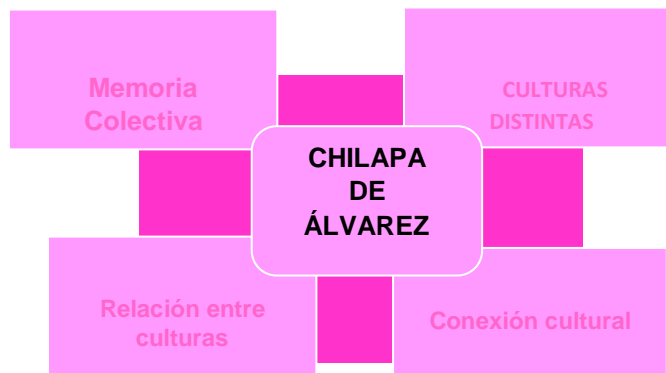 Memoria
Colectiva
CULTURAS
DISTINTAS
CHILAPA
DE
ÁLVAREZ
Relación entre
culturas
Conexión cultural